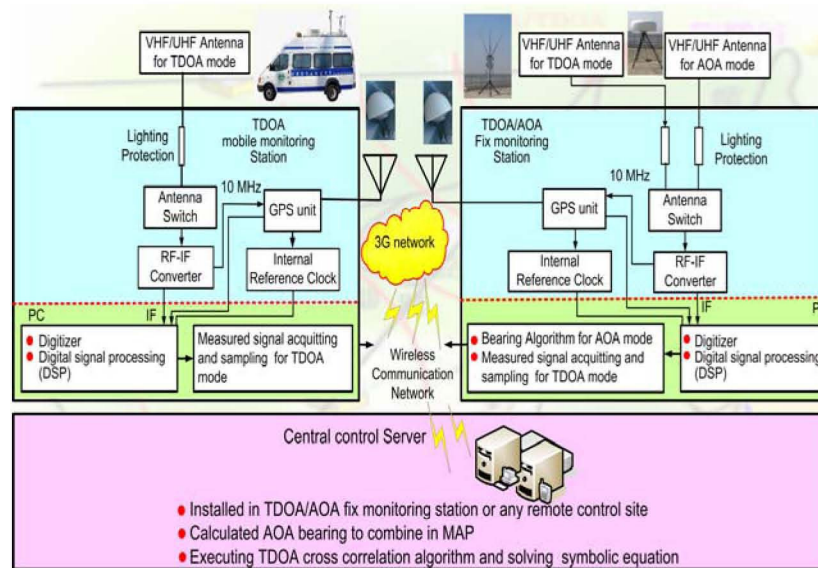 VHF/UHF Antenna
for TDOA mode
VHF/UHF Antenna
for TDOA mode
VHF/UHF Antenna
for AOA mode
Lighting
Protection
TDOA
mobile monitoring
Station
10 MHz
Antenna
Switch
GPS unit
RF-IF
Converter
Internal
Reference Clock
PC
IF
Digitizer
Digital signal processing
(DSP)
Measured signal acquitting
and sampling for TDOA
mode
3G network
Wireless
Communication
Network
TDOA/AOA
Fix monitoring
Station
Lighting
Protection
10 MHz
GPS unit
Antenna
Switch
Internal
Reference Clock
RF-IF
Converter
IF
Bearing Algorithm for AOA mode
Measured signal acquitting and
sampling for TDOA mode
Digitizer
Digital signal processing
(DSP)
Central control Server
Installed in TDOA/AOA fix monitoring station or any remote control site
Calculated AOA bearing to combine in MAP
Executing TDOA cross correlation algorithm and solving symbolic equation